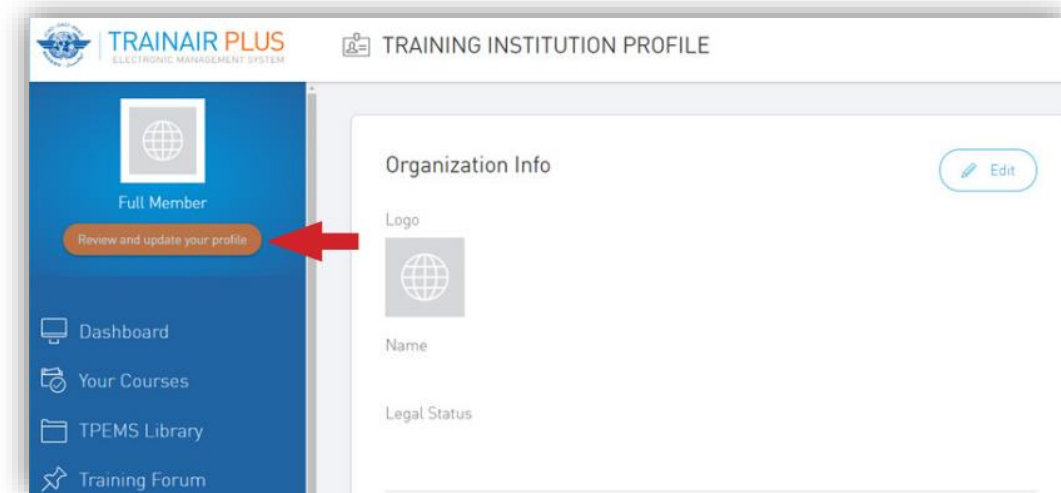 TRAINAIR PLUS
ELECTRONIC MANAGEMENT SYSTEM
TRAINING INSTITUTION PROFILE
Full Member
Review and update your profile
Dashboard
Your Courses
TPEMS Library
Training Forum
Organization Info
Edit
Logo
Name
Legal Status